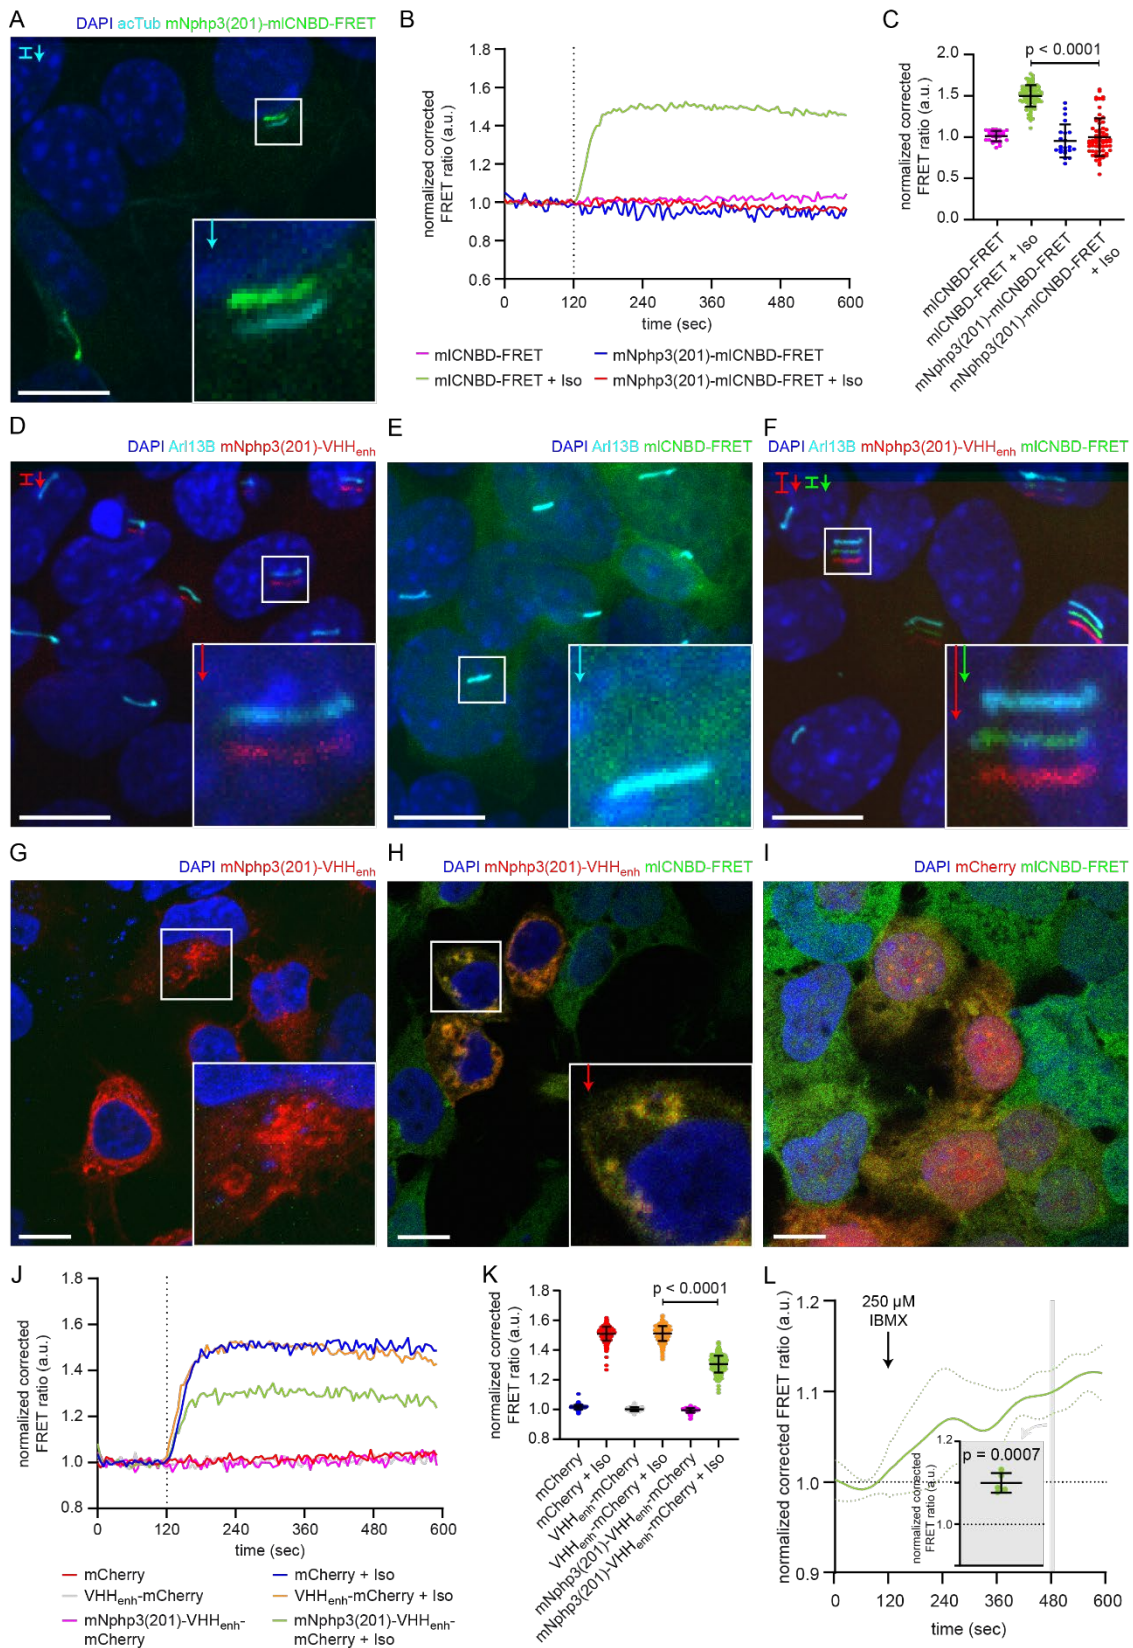 A
DAPI acTub mNphp3(201)-mlCNBD-FRET
B
normalized corrected
FRET ratio (a.u.)
1.8
1.6
1.4
1.2
1.0
0.8
0.6
0 120 240 360 480 600
time (sec)
mlCNBD-FRET
mNphp3(201)-mlCNBD-FRET
mlCNBD-FRET + Iso
mNphp3(201)-mlCNBD-FRET + Iso
C
p < 0.0001
normalized corrected
FRET ratio (a.u.)
2.0
1.5
1.0
0.5
0.0
mlCNBD-FRET
mlCNBD-FRET + Iso
mNphp3(201)-mlCNBD-FRET
mNphp3(201)-mlCNBD-FRET
+ Iso
D
DAPI Arl13B mNphp3(201)-VHHenh
E
DAPI Arl13B mlCNBD-FRET
F
DAPI Arl13B mNphp3(201)-VHHenh mlCNBD-FRET
G
DAPI mNphp3(201)-VHHenh
H
DAPI mNphp3(201)-VHHenh mlCNBD-FRET
I
DAPI mCherry mlCNBD-FRET
J
normalized corrected
FRET ratio (a.u.)
1.8
1.6
1.4
1.2
1.0
0.8
0 120 240 360 480 600
time (sec)
mCherry
mCherry + Iso
VHHenh-mCherry
VHHenh-mCherry + Iso
mNphp3(201)-VHHenh-
mCherry
mNphp3(201)-VHHenh-
mCherry + Iso
K
p < 0.0001
normalized corrected
FRET ratio (a.u.)
1.8
1.6
1.4
1.2
1.0
0.8
mCherry
mCherry + Iso
VHHenh-mCherry
VHHenh-mCherry + Iso
mNphp3(201)-VHHenh-mCherry
mNphp3(201)-VHHenh-mCherry + Iso
L
normalized corrected FRET ratio (a.u.)
1.2
1.1
1.0
0.9
250 µM
IBMX
normalized corrected
FRET ratio (a.u.)
1.2
1.0
p = 0.0007
0 120 240 360 480 600
time (sec)